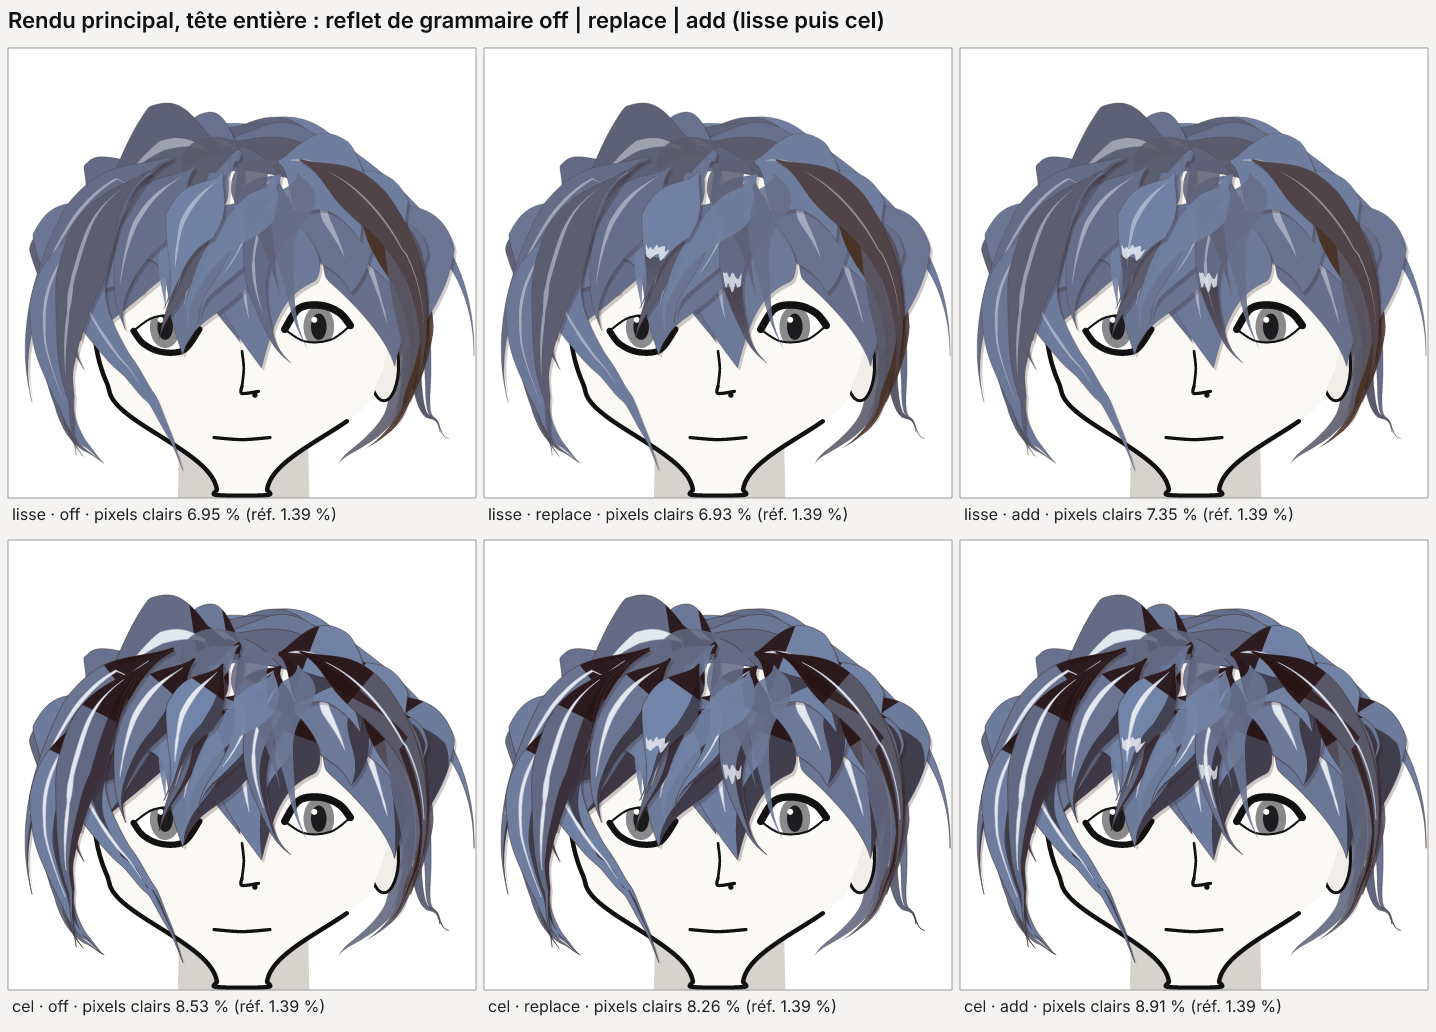 Rendu principal, tête entière : reflet de grammaire off | replace | add (lisse puis cel)
lisse · off · pixels clairs 6.95 % (réf. 1.39 %)
lisse · replace · pixels clairs 6.93 % (réf. 1.39 %)
lisse · add · pixels clairs 7.35 % (réf. 1.39 %)
cel · off · pixels clairs 8.53 % (réf. 1.39 %)
cel · replace · pixels clairs 8.26 % (réf. 1.39 %)
cel · add · pixels clairs 8.91 % (réf. 1.39 %)